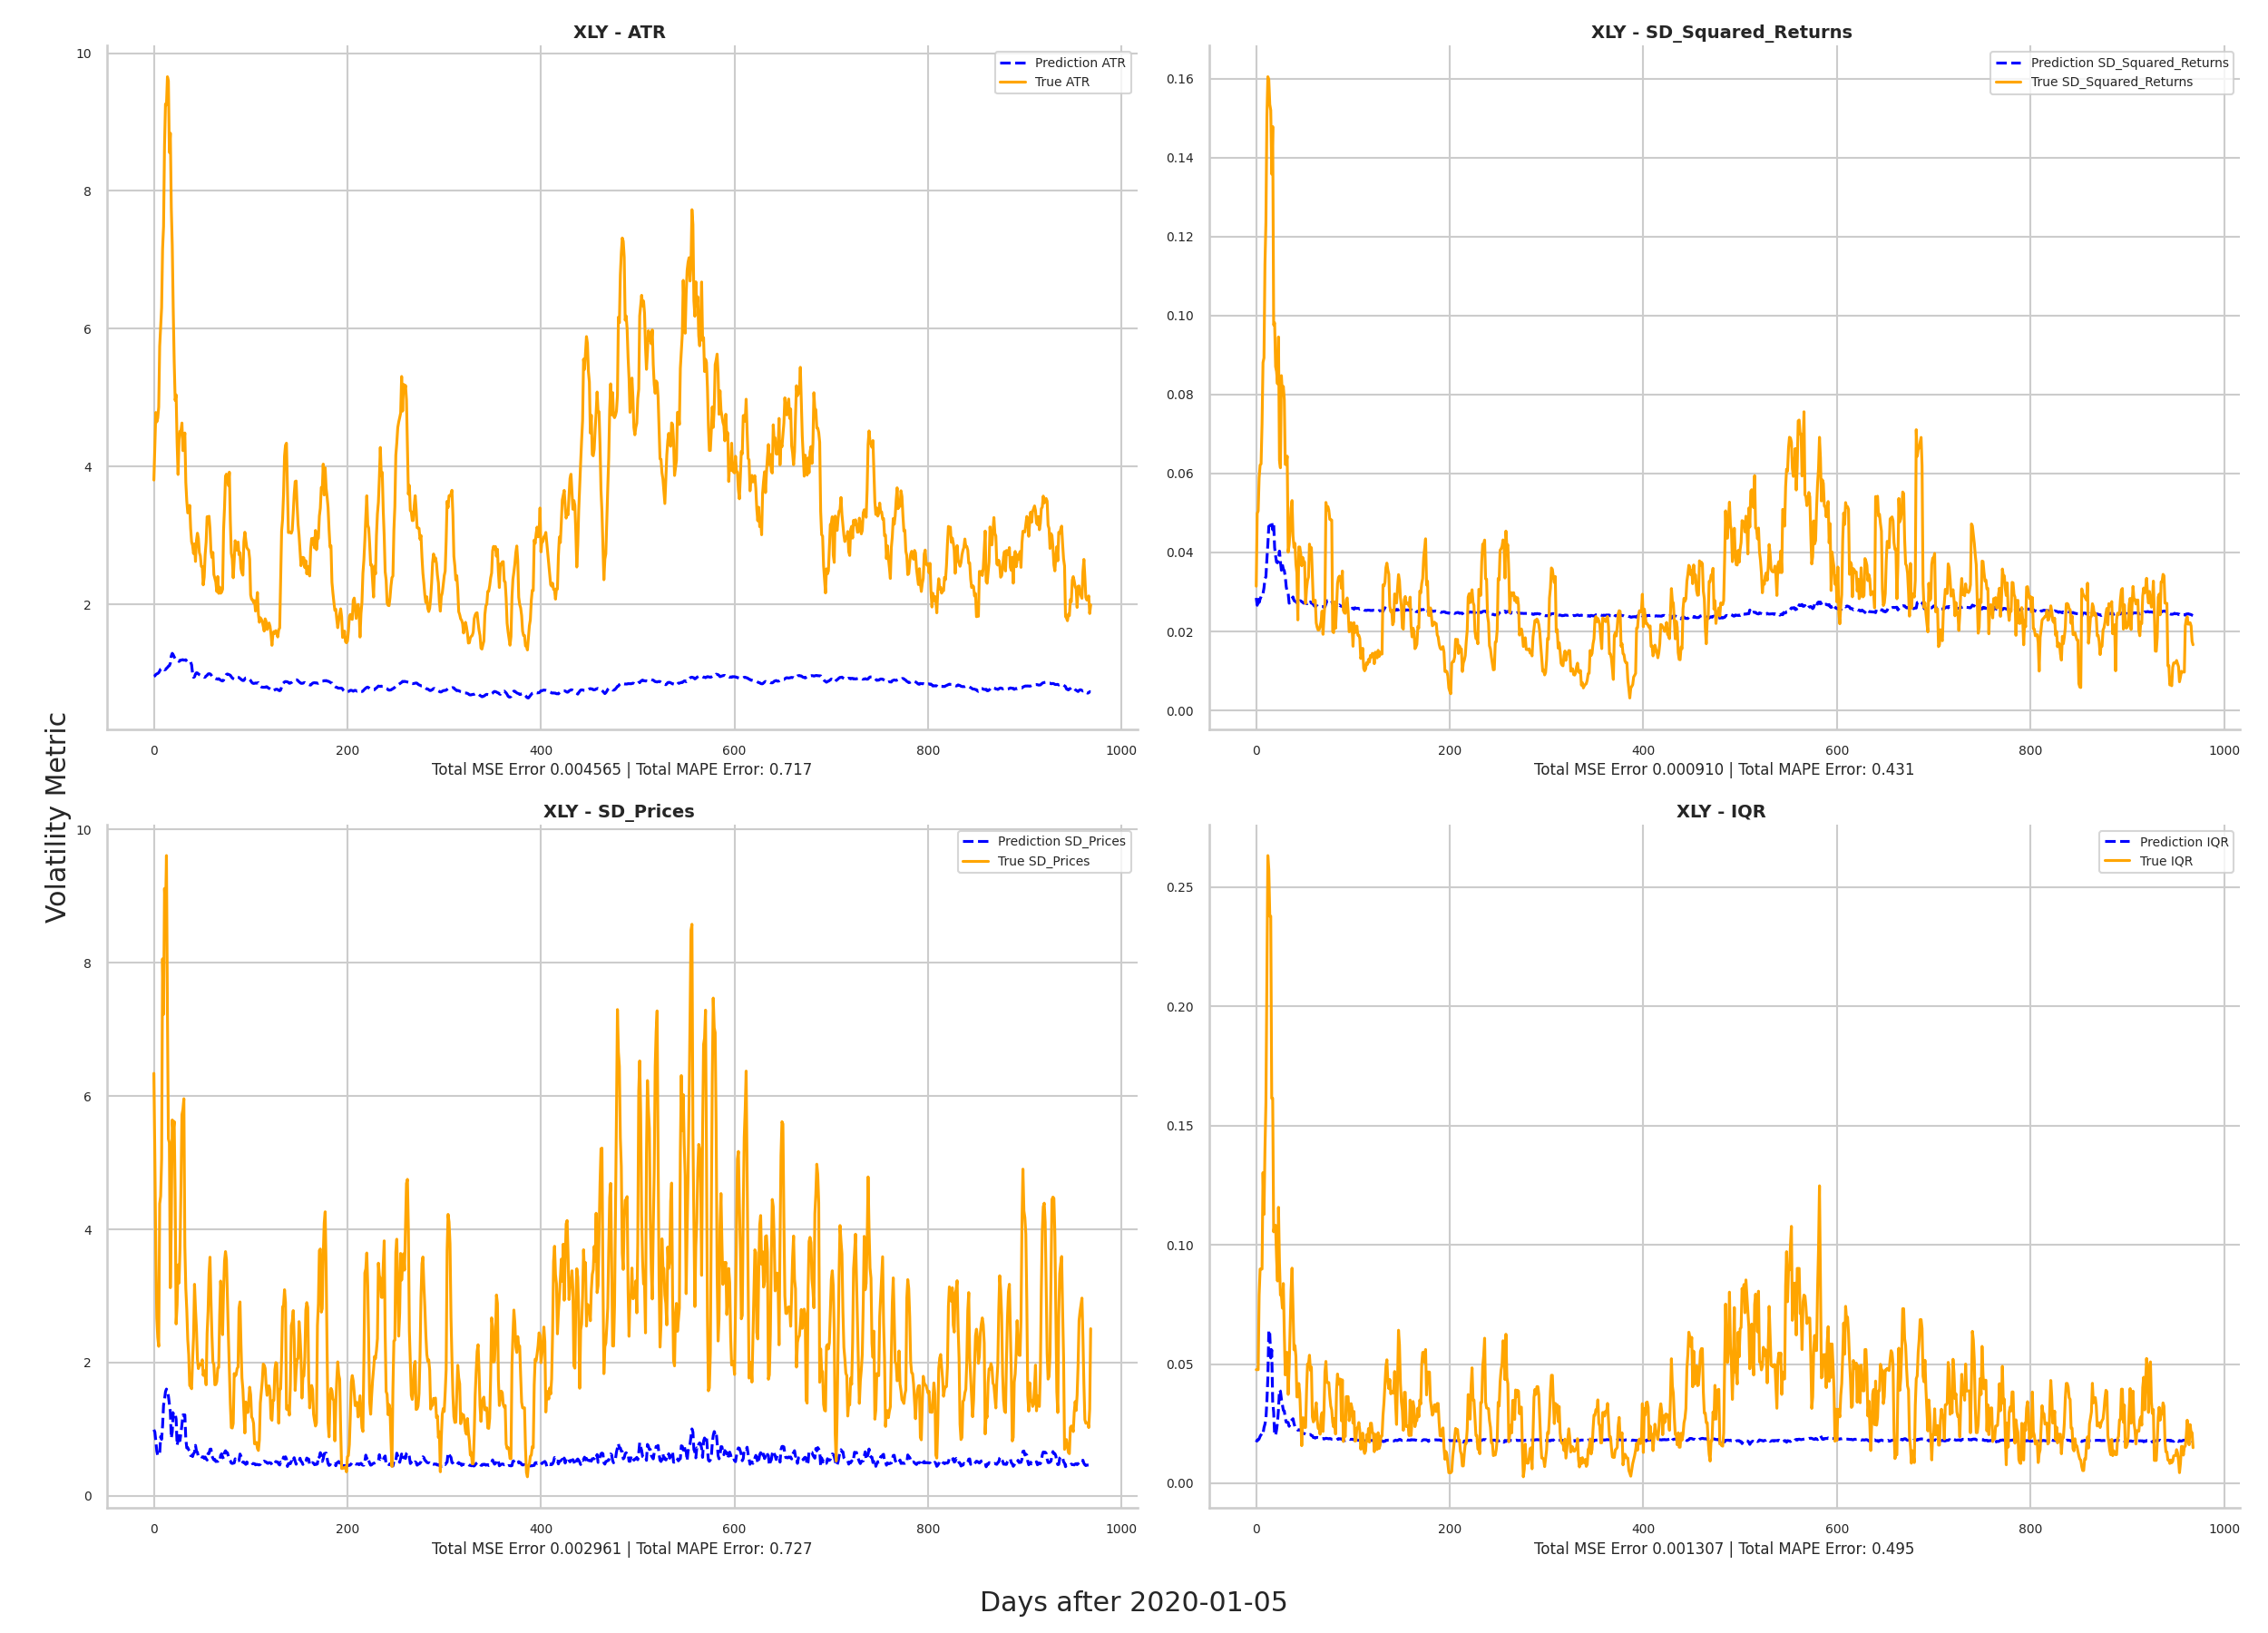 XLY - ATR
10
8
6
4
2
0
200
400
600
800
1000
Prediction ATR
True ATR
Total MSE Error 0.004565 | Total MAPE Error: 0.717
XLY - SD_Squared_Returns
0.16
0.14
0.12
0.10
0.08
0.06
0.04
0.02
0.00
0
200
400
600
800
1000
Prediction SD_Squared_Returns
True SD_Squared_Returns
Total MSE Error 0.000910 | Total MAPE Error: 0.431
Volatility Metric
XLY - SD_Prices
10
8
6
4
2
0
0
200
400
600
800
1000
Prediction SD_Prices
True SD_Prices
Total MSE Error 0.002961 | Total MAPE Error: 0.727
XLY - IQR
0.25
0.20
0.15
0.10
0.05
0.00
0
200
400
600
800
1000
Prediction IQR
True IQR
Total MSE Error 0.001307 | Total MAPE Error: 0.495
Days after 2020-01-05